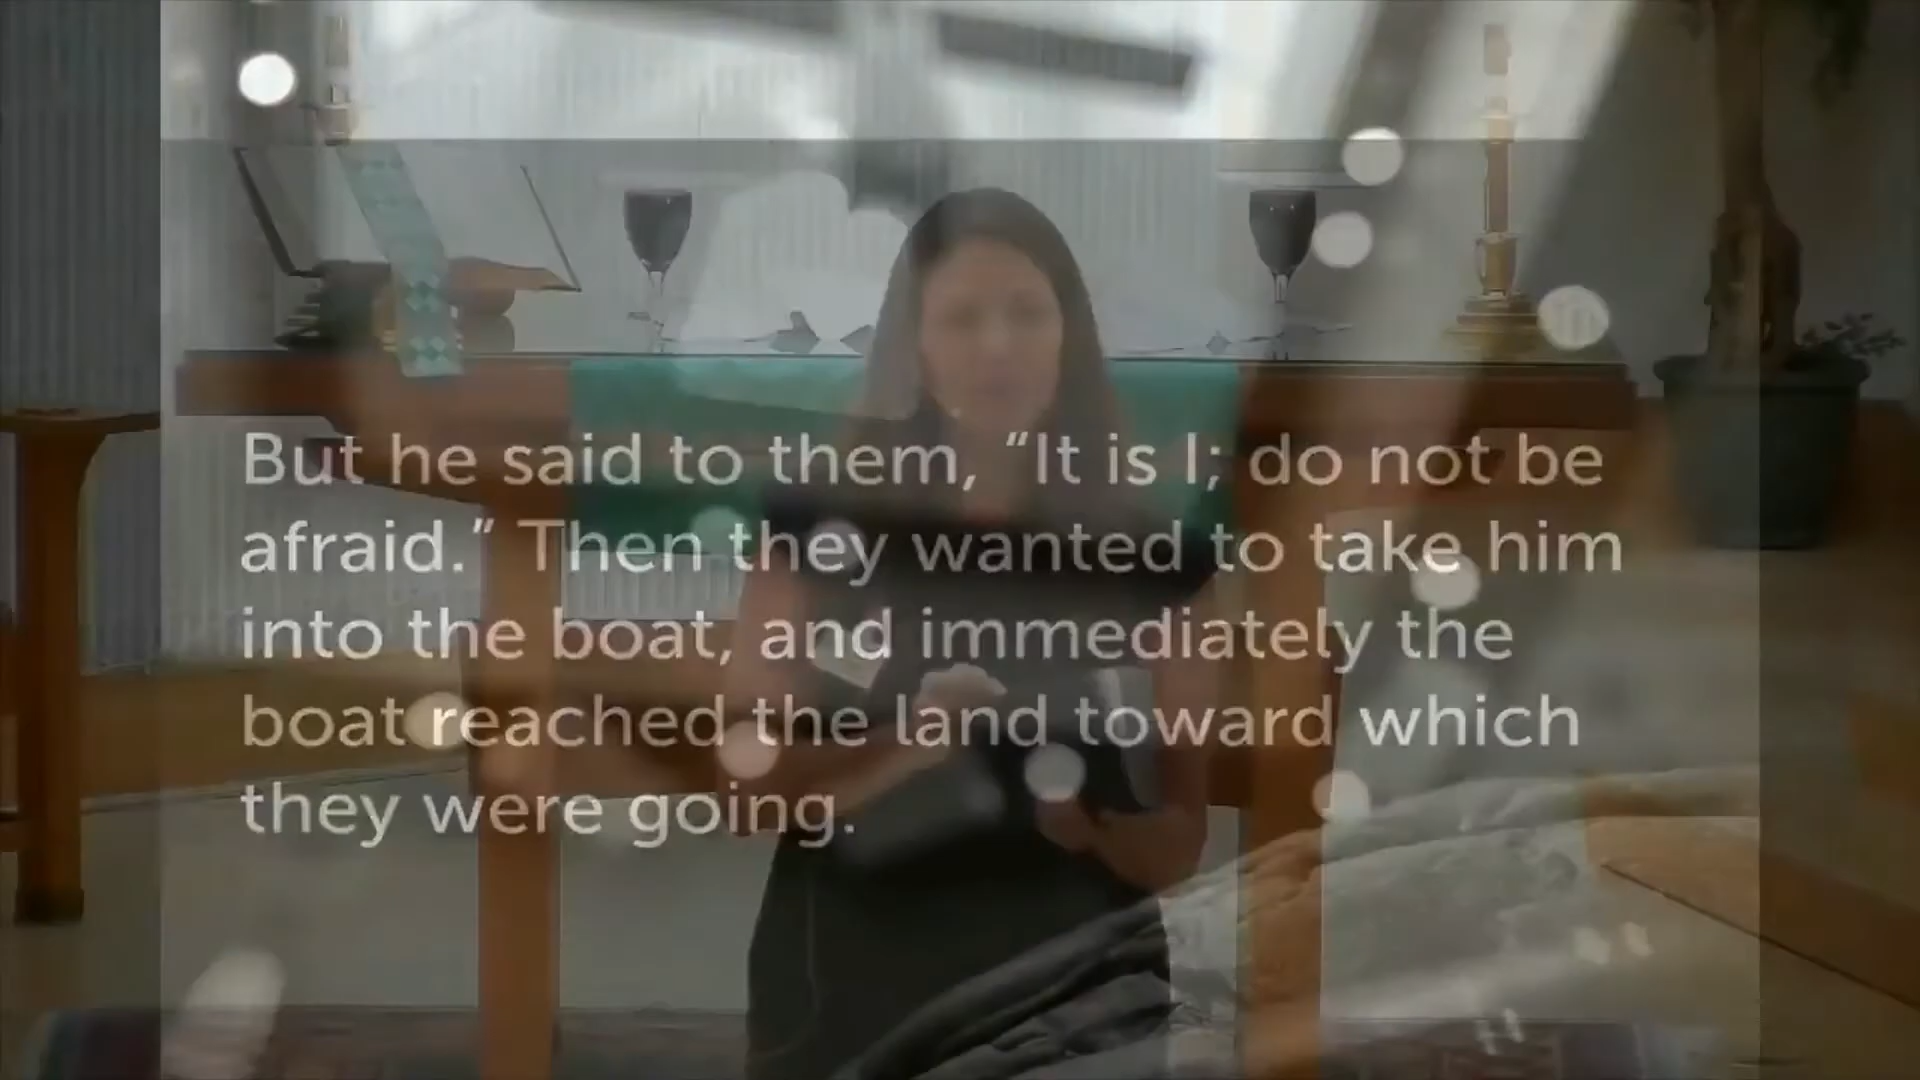 But he said to them, “It is I; do not be
afraid.” Then they wanted to take him
into the boat, and immediately the
boat reached the land toward which
they were going.